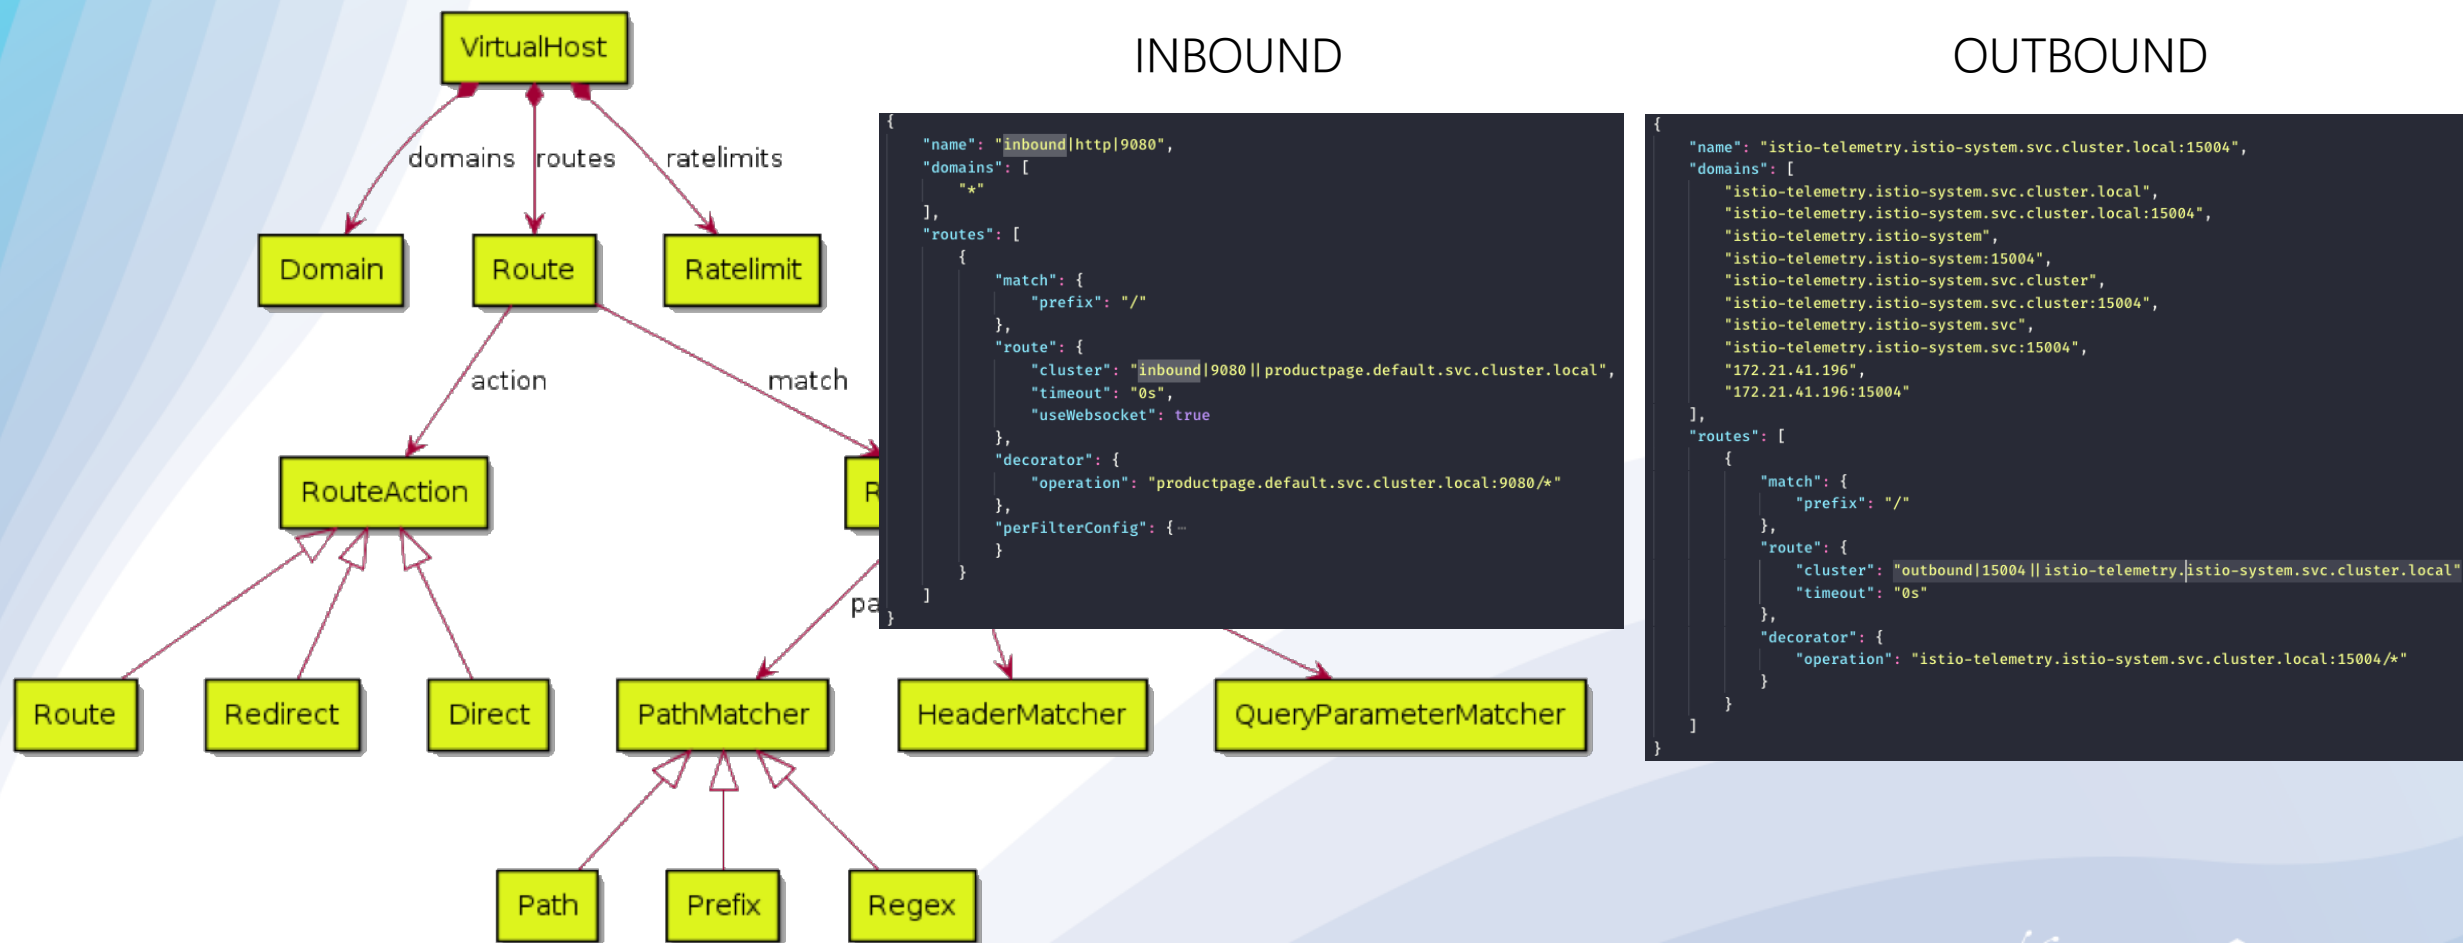 VirtualHost
domains
routes
ratelimits
Domain
Route
Ratelimit
action
match
RouteAction
Route
Redirect
Direct
PathMatcher
HeaderMatcher
QueryParameterMatcher
Path
Prefix
Regex
INBOUND
{
"name": "inbound|http|9080",
"domains": [
"*"
],
"routes": [
{
"match": {
"prefix": "/"
},
"route": {
"cluster": "inbound|9080||productpage.default.svc.cluster.local",
"timeout": "0s",
"useWebsocket": true
},
"decorator": {
"operation": "productpage.default.svc.cluster.local:9080/*"
},
"perFilterConfig": {⋯
}
}
]
}
OUTBOUND
{
"name": "istio-telemetry.istio-system.svc.cluster.local:15004",
"domains": [
"istio-telemetry.istio-system.svc.cluster.local",
"istio-telemetry.istio-system.svc.cluster.local:15004",
"istio-telemetry.istio-system",
"istio-telemetry.istio-system:15004",
"istio-telemetry.istio-system.svc.cluster",
"istio-telemetry.istio-system.svc.cluster:15004",
"istio-telemetry.istio-system.svc",
"istio-telemetry.istio-system.svc:15004",
"172.21.41.196",
"172.21.41.196:15004"
],
"routes": [
{
"match": {
"prefix": "/"
},
"route": {
"cluster": "outbound|15004||istio-telemetry.istio-system.svc.cluster.local"
"timeout": "0s"
},
"decorator": {
"operation": "istio-telemetry.istio-system.svc.cluster.local:15004/*"
}
}
]
}